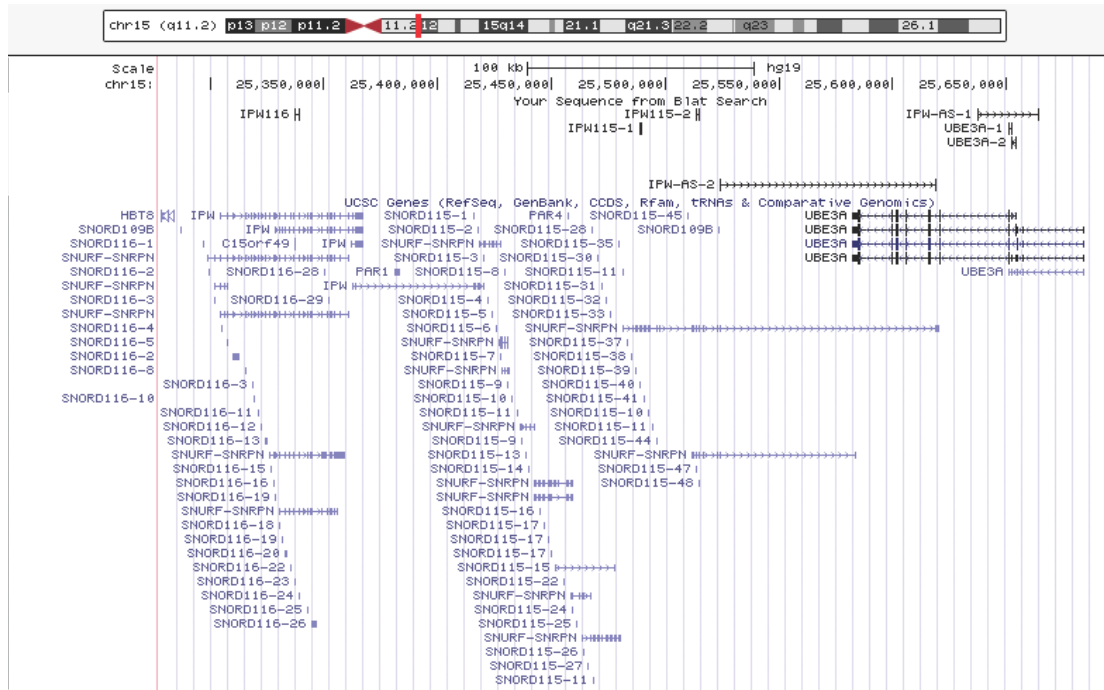 chr15 (q11.2) p13 p12 p11.2 11.2 12 15q14 21.1 q21.3 22.2 q23 26.1
Scale 100 kb hg19
chr15: 25,350,000 25,400,000 25,450,000 25,500,000 25,550,000 25,600,000 25,650,000
Your Sequence from Blat Search
IPW116 IPW115-2 IPW-AS-1
IPW115-1 UBE3A-1
UBE3A-2
IPW-AS-2
UCSC Genes (RefSeq, GenBank, CCDS, Rfam, tRNAs & Comparative Genomics)
HBT8 IPW SNORD115-1 PAR4 SNORD115-45 UBE3A
SNORD109B IPW SNORD115-2 SNORD115-28 SNORD109B UBE3A
SNORD116-1 C15orf49 IPW SNURF-SNRPN SNORD115-35 UBE3A
SNURF-SNRPN SNORD115-3 SNORD115-30 UBE3A
SNORD116-2 SNORD116-28 PAR1 SNORD115-8 SNORD115-11 UBE3A
SNURF-SNRPN IPW SNORD115-31
SNORD116-3 SNORD116-29 SNORD115-4 SNORD115-32
SNURF-SNRPN SNORD115-5 SNORD115-33
SNORD116-4 SNORD115-6 SNURF-SNRPN
SNORD116-5 SNURF-SNRPN SNORD115-37
SNORD116-2 SNORD115-7 SNORD115-38
SNORD116-8 SNURF-SNRPN SNORD115-39
SNORD116-3 SNORD115-9 SNORD115-40
SNORD116-10 SNORD115-10 SNORD115-41
SNORD116-11 SNORD115-11 SNORD115-10
SNORD116-12 SNURF-SNRPN SNORD115-11
SNORD116-13 SNORD115-9 SNORD115-44
SNURF-SNRPN SNORD115-13 SNURF-SNRPN
SNORD116-15 SNORD115-14 SNORD115-47
SNORD116-16 SNURF-SNRPN SNORD115-48
SNORD116-19 SNURF-SNRPN
SNURF-SNRPN SNORD115-16
SNORD116-18 SNORD115-17
SNORD116-19 SNORD115-17
SNORD116-20 SNORD115-17
SNORD116-22 SNORD115-15
SNORD116-23 SNORD115-22
SNORD116-24 SNURF-SNRPN
SNORD116-25 SNORD115-24
SNORD116-26 SNORD115-25
SNURF-SNRPN
SNORD115-26
SNORD115-27
SNORD115-11